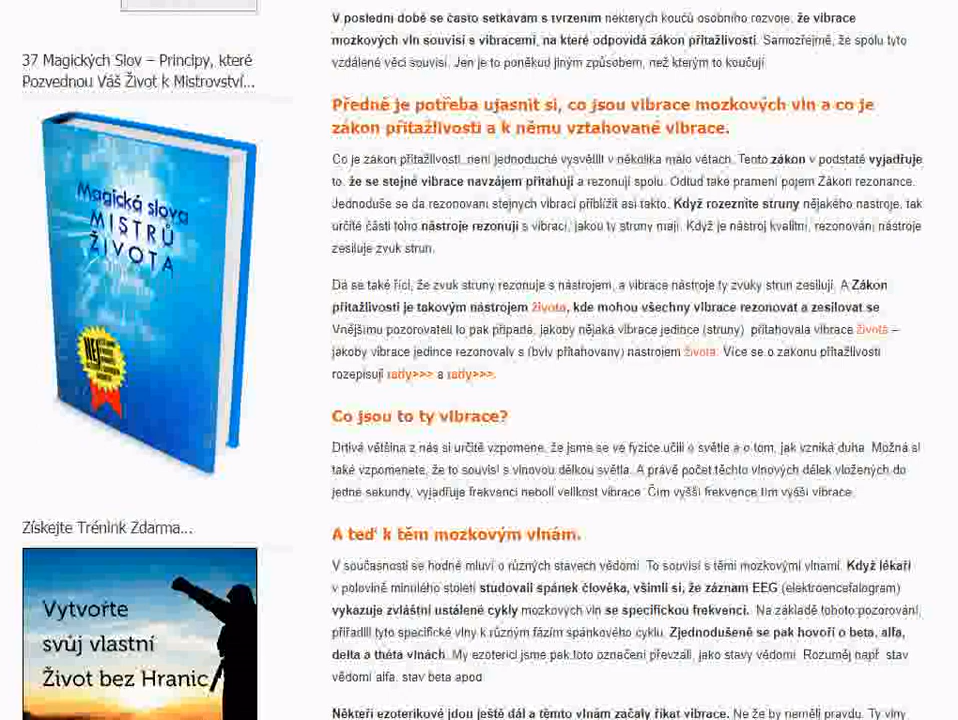 37 Magických Slov – Principy, které
Pozvednou Váš Život k Mistrovství...
Magická slova
MISTRŮ
ŽIVOTA
Získejte Trénink Zdarma...
Vytvořte
svůj vlastní
Život bez Hranic
V poslední době se často setkávám s tvrzením některých koučů osobního rozvoje, že vibrace
mozkových vln souvisí s vibracemi, na které odpovídá zákon přitažlivosti. Samozřejmě, že spolu tyto
vzdálené věci souvisí. Jen je to poněkud jiným způsobem, než kterým to koučují.
Předně je potřeba ujasnit si, co jsou vibrace mozkových vln a co je
zákon přitažlivosti a k němu vztahované vibrace.
Co je zákon přitažlivosti, není jednoduché vysvětlit v několika málo větách. Tento zákon v podstatě vyjadřuje
to, že se stejné vibrace navzájem přitahují a rezonují spolu. Odtud také pramení pojem Zákon rezonance.
Jednoduše se dá rezonování stejných vibrací přiblížit asi takto. Když rozezníte struny nějakého nástroje, tak
určité části toho nástroje rezonují s vibrací, jakou ty struny mají. Když je nástroj kvalitní, rezonování nástroje
zesiluje zvuk strun.
Dá se také říci, že zvuk struny rezonuje s nástrojem, a vibrace nástroje ty zvuky strun zesilují. A Zákon
přitažlivosti je takovým nástrojem života, kde mohou všechny vibrace rezonovat a zesilovat se
Vnějšímu pozorovateli to pak připadá, jakoby nějaká vibrace jedince (struny) přitahovala vibrace života –
jakoby vibrace jedince rezonovaly s (byly přitahovány) nástrojem života. Více se o zákonu přitažlivosti
rozepisují tady>>> a tady>>>.
Co jsou to ty vibrace?
Drtivá většina z nás si určitě vzpomene, že jsme se ve fyzice učili o světle a o tom, jak vzniká duha. Možná si
také vzpomenete, že to souvisí s vlnovou délkou světla. A právě počet těchto vlnových délek vložených do
jedné sekundy, vyjadřuje frekvenci neboli velikost vibrace. Čím vyšší frekvence tím vyšší vibrace.
A teď k těm mozkovým vlnám.
V současnosti se hodně mluví o různých stavech vědomí. To souvisí s těmi mozkovými vlnami. Když lékaři
v polovině minulého století studovali spánek člověka, všimli si, že záznam EEG (elektroencefalogram)
vykazuje zvláštní ustálené cykly mozkových vln se specifickou frekvencí. Na základě tohoto pozorování,
přiřadili tyto specifické vlny k různým fázím spánkového cyklu. Zjednodušeně se pak hovoří o beta, alfa,
delta a théta vlnách. My ezoterici jsme pak toto označení převzali, jako stavy vědomí. Rozuměj např. stav
vědomí alfa, stav beta apod.
Někteří ezoterikové jdou ještě dál a těmto vlnám začaly říkat vibrace. Ne že by neměli pravdu. Ty vlny